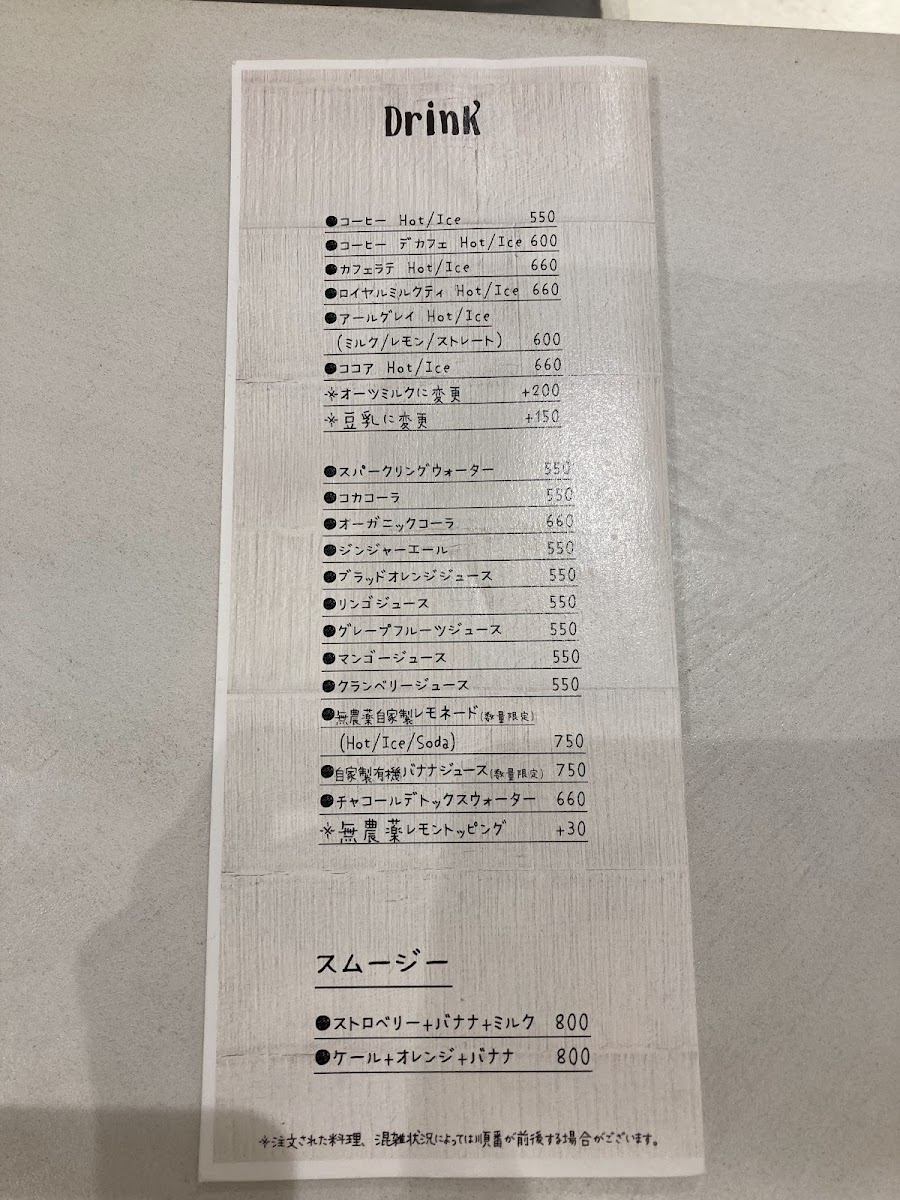 Drink
●コーヒー Hot/Ice 550
●コーヒー デカフェ Hot/Ice 600
●カフェラテ Hot/Ice 660
●ロイヤルミルクティ Hot/Ice 660
●アールグレイ Hot/Ice
(ミルク/レモン/ストレート) 600
●ココア Hot/Ice 660
※オーツミルクに変更 +200
※豆乳に変更 +150
●スパークリングウォーター 550
●コカコーラ 550
●オーガニックコーラ 660
●ジンジャーエール 550
●ブラッドオレンジジュース 550
●リンゴジュース 550
●グレープフルーツジュース 550
●マンゴージュース 550
●クランベリージュース 550
●無農薬自家製レモネード(数量限定)
(Hot/Ice/Soda) 750
●自家製有機バナナジュース(数量限定) 750
●チャコールデトックスウォーター 660
※無農薬レモントッピング +30
スムージー
●ストロベリー+バナナ+ミルク 800
●ケール+オレンジ+バナナ 800
※注文された料理、混雑状況によっては順番が前後する場合がございます。